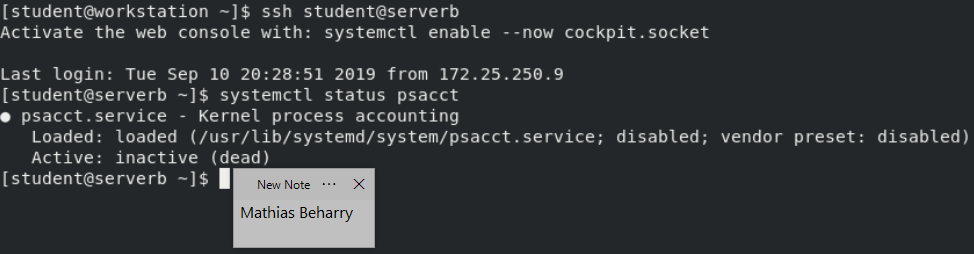 [student@workstation ~]$ ssh student@serverb
Activate the web console with: systemctl enable --now cockpit.socket
Last login: Tue Sep 10 20:28:51 2019 from 172.25.250.9
[student@serverb ~]$ systemctl status psacct
● psacct.service - Kernel process accounting
   Loaded: loaded (/usr/lib/systemd/system/psacct.service; disabled; vendor preset: disabled)
   Active: inactive (dead)
[student@serverb ~]$
New Note ···
Mathias Beharry